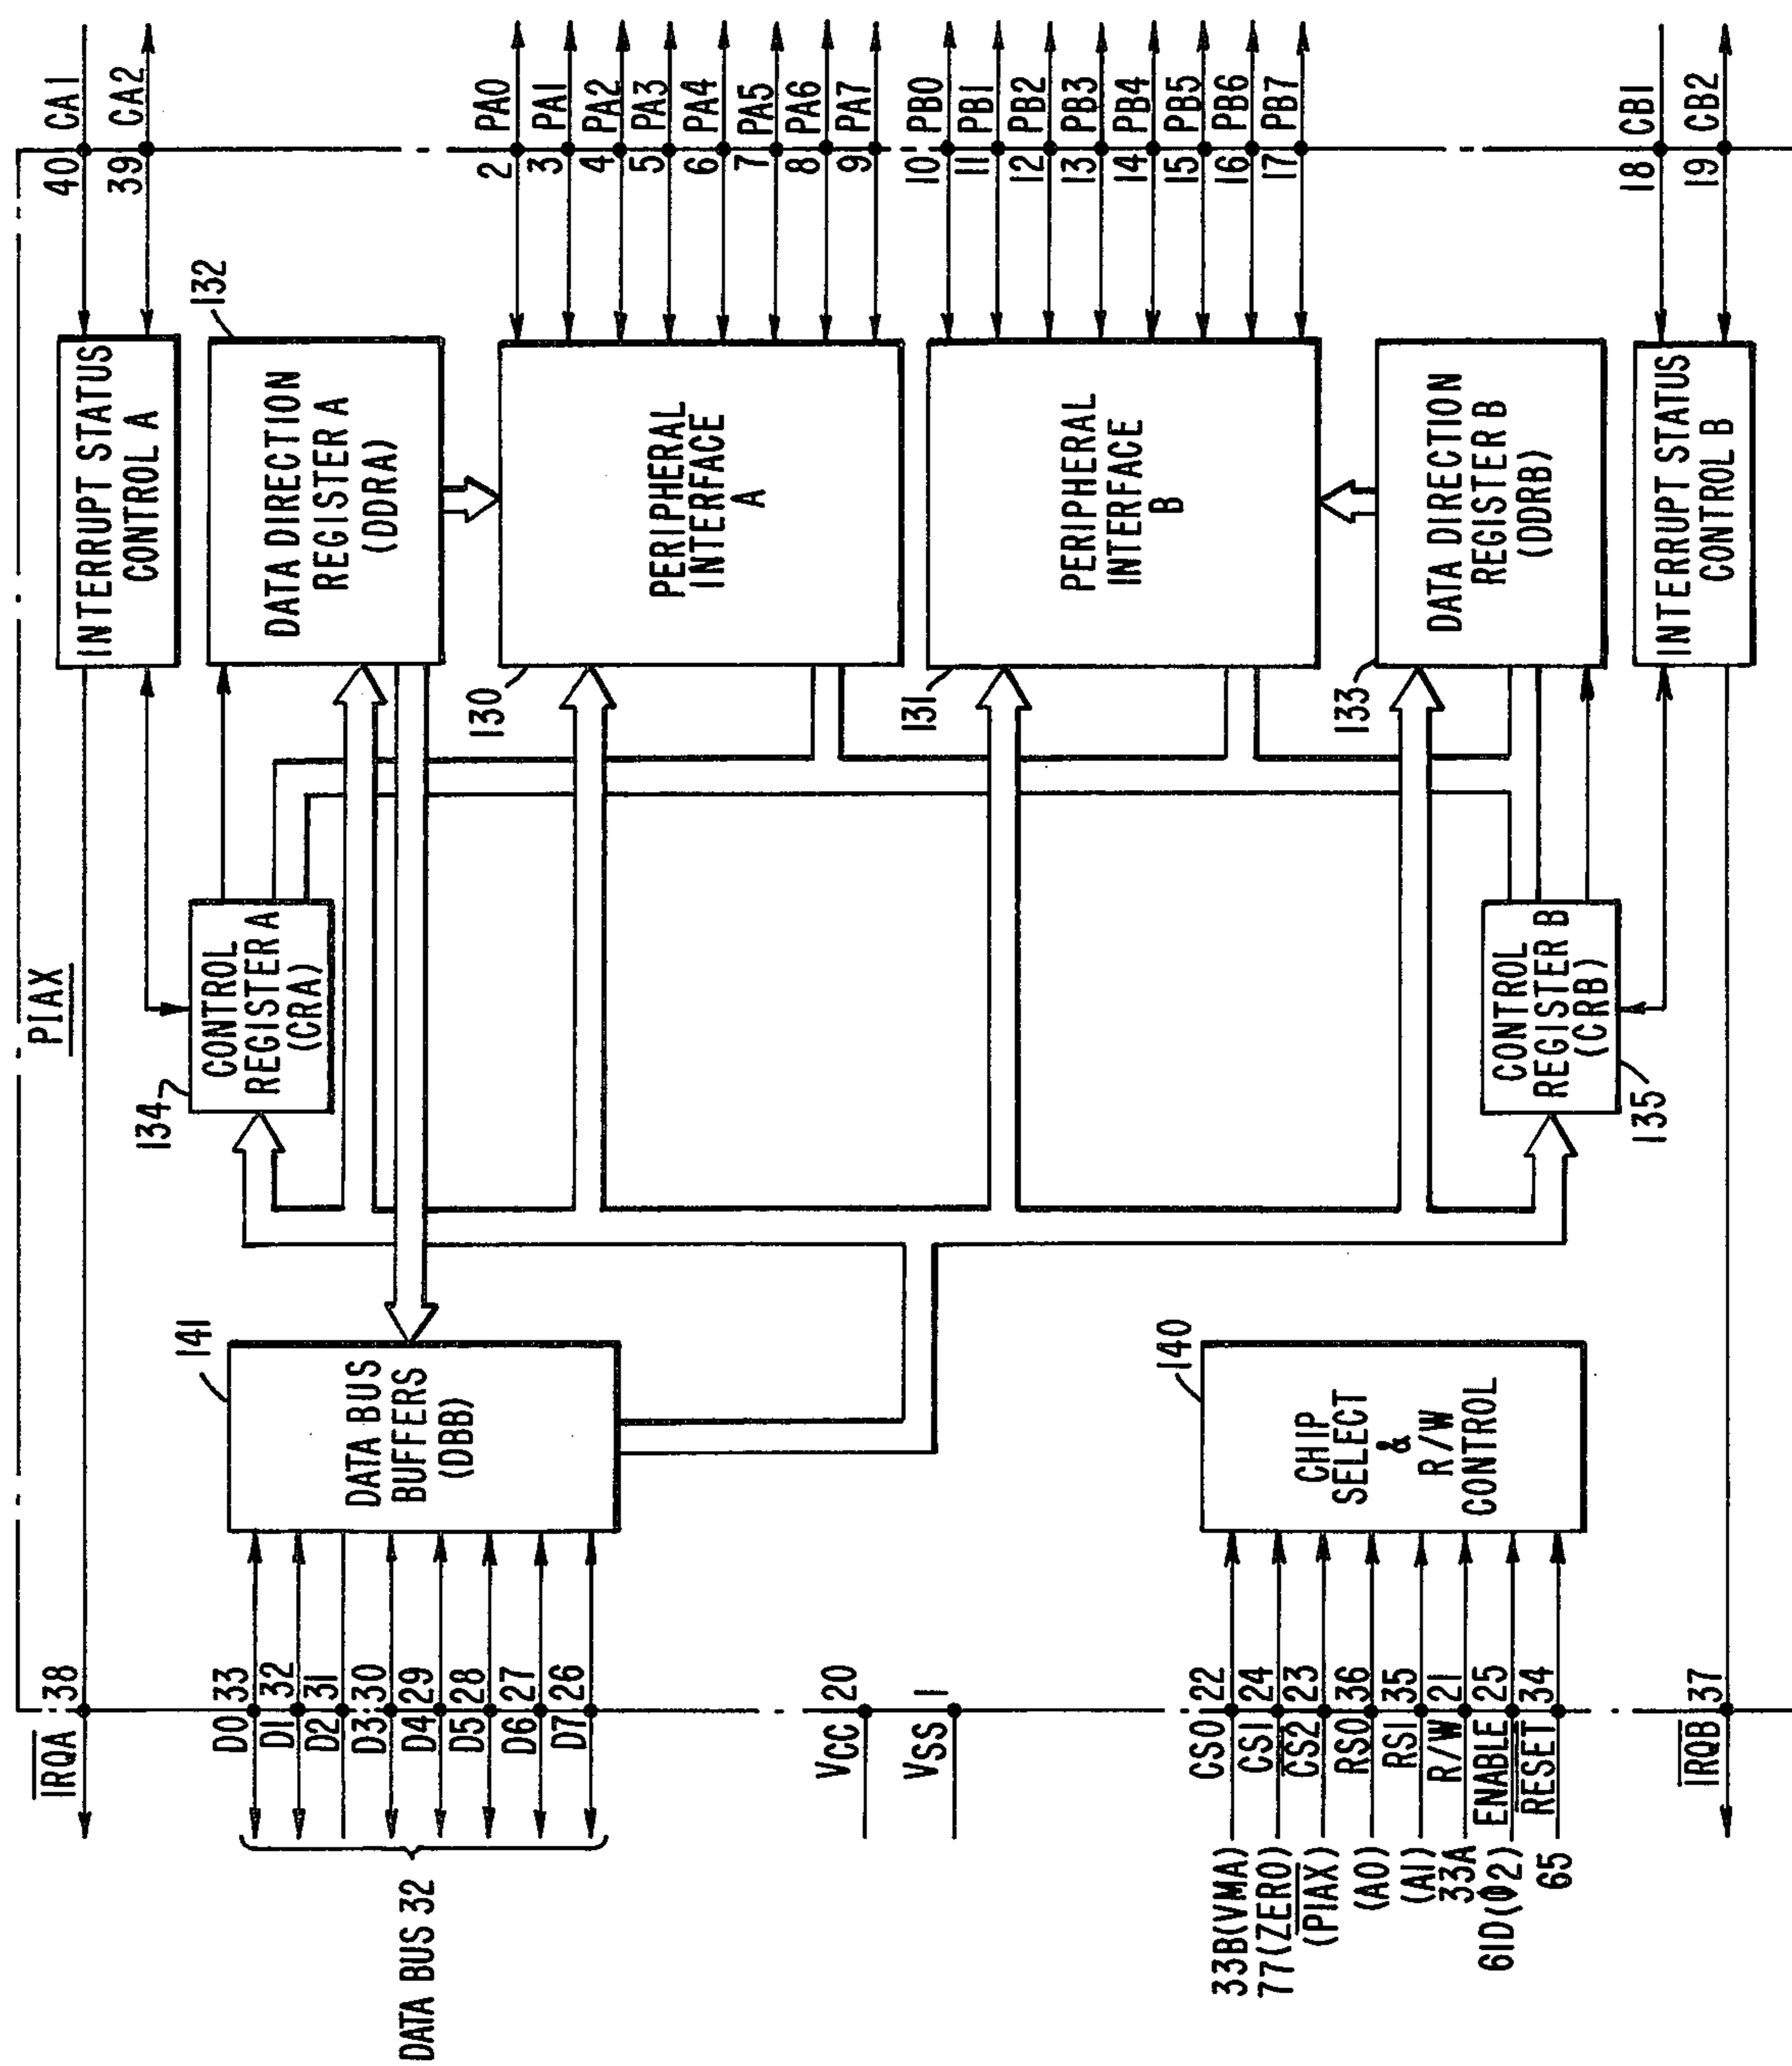 PIAX
IRQA 38
40 CA1
39 CA2
INTERRUPT STATUS
CONTROL A
132
DATA DIRECTION
REGISTER A
(DDRA)
134
CONTROL
REGISTER A
(CRA)
141
DATA BUS
BUFFERS
(DBB)
D0 33
D1 32
D2 31
D3 30
D4 29
D5 28
D6 27
D7 26
DATA BUS 32
130
PERIPHERAL
INTERFACE
A
2 PA0
3 PA1
4 PA2
5 PA3
6 PA4
7 PA5
8 PA6
9 PA7
VCC 20
VSS 1
131
PERIPHERAL
INTERFACE
B
10 PB0
11 PB1
12 PB2
13 PB3
14 PB4
15 PB5
16 PB6
17 PB7
140
CHIP
SELECT
&
R/W
CONTROL
33B(VMA) CS0 22
77(ZERO) CS1 24
(PIAX) CS2 23
(A0) RS0 36
(A1) RS1 35
33A R/W 21
61D(Φ2) ENABLE 25
65 RESET 34
133
DATA DIRECTION
REGISTER B
(DDRB)
CONTROL
REGISTER B
(CRB)
135
INTERRUPT STATUS
CONTROL B
18 CB1
19 CB2
IRQB 37